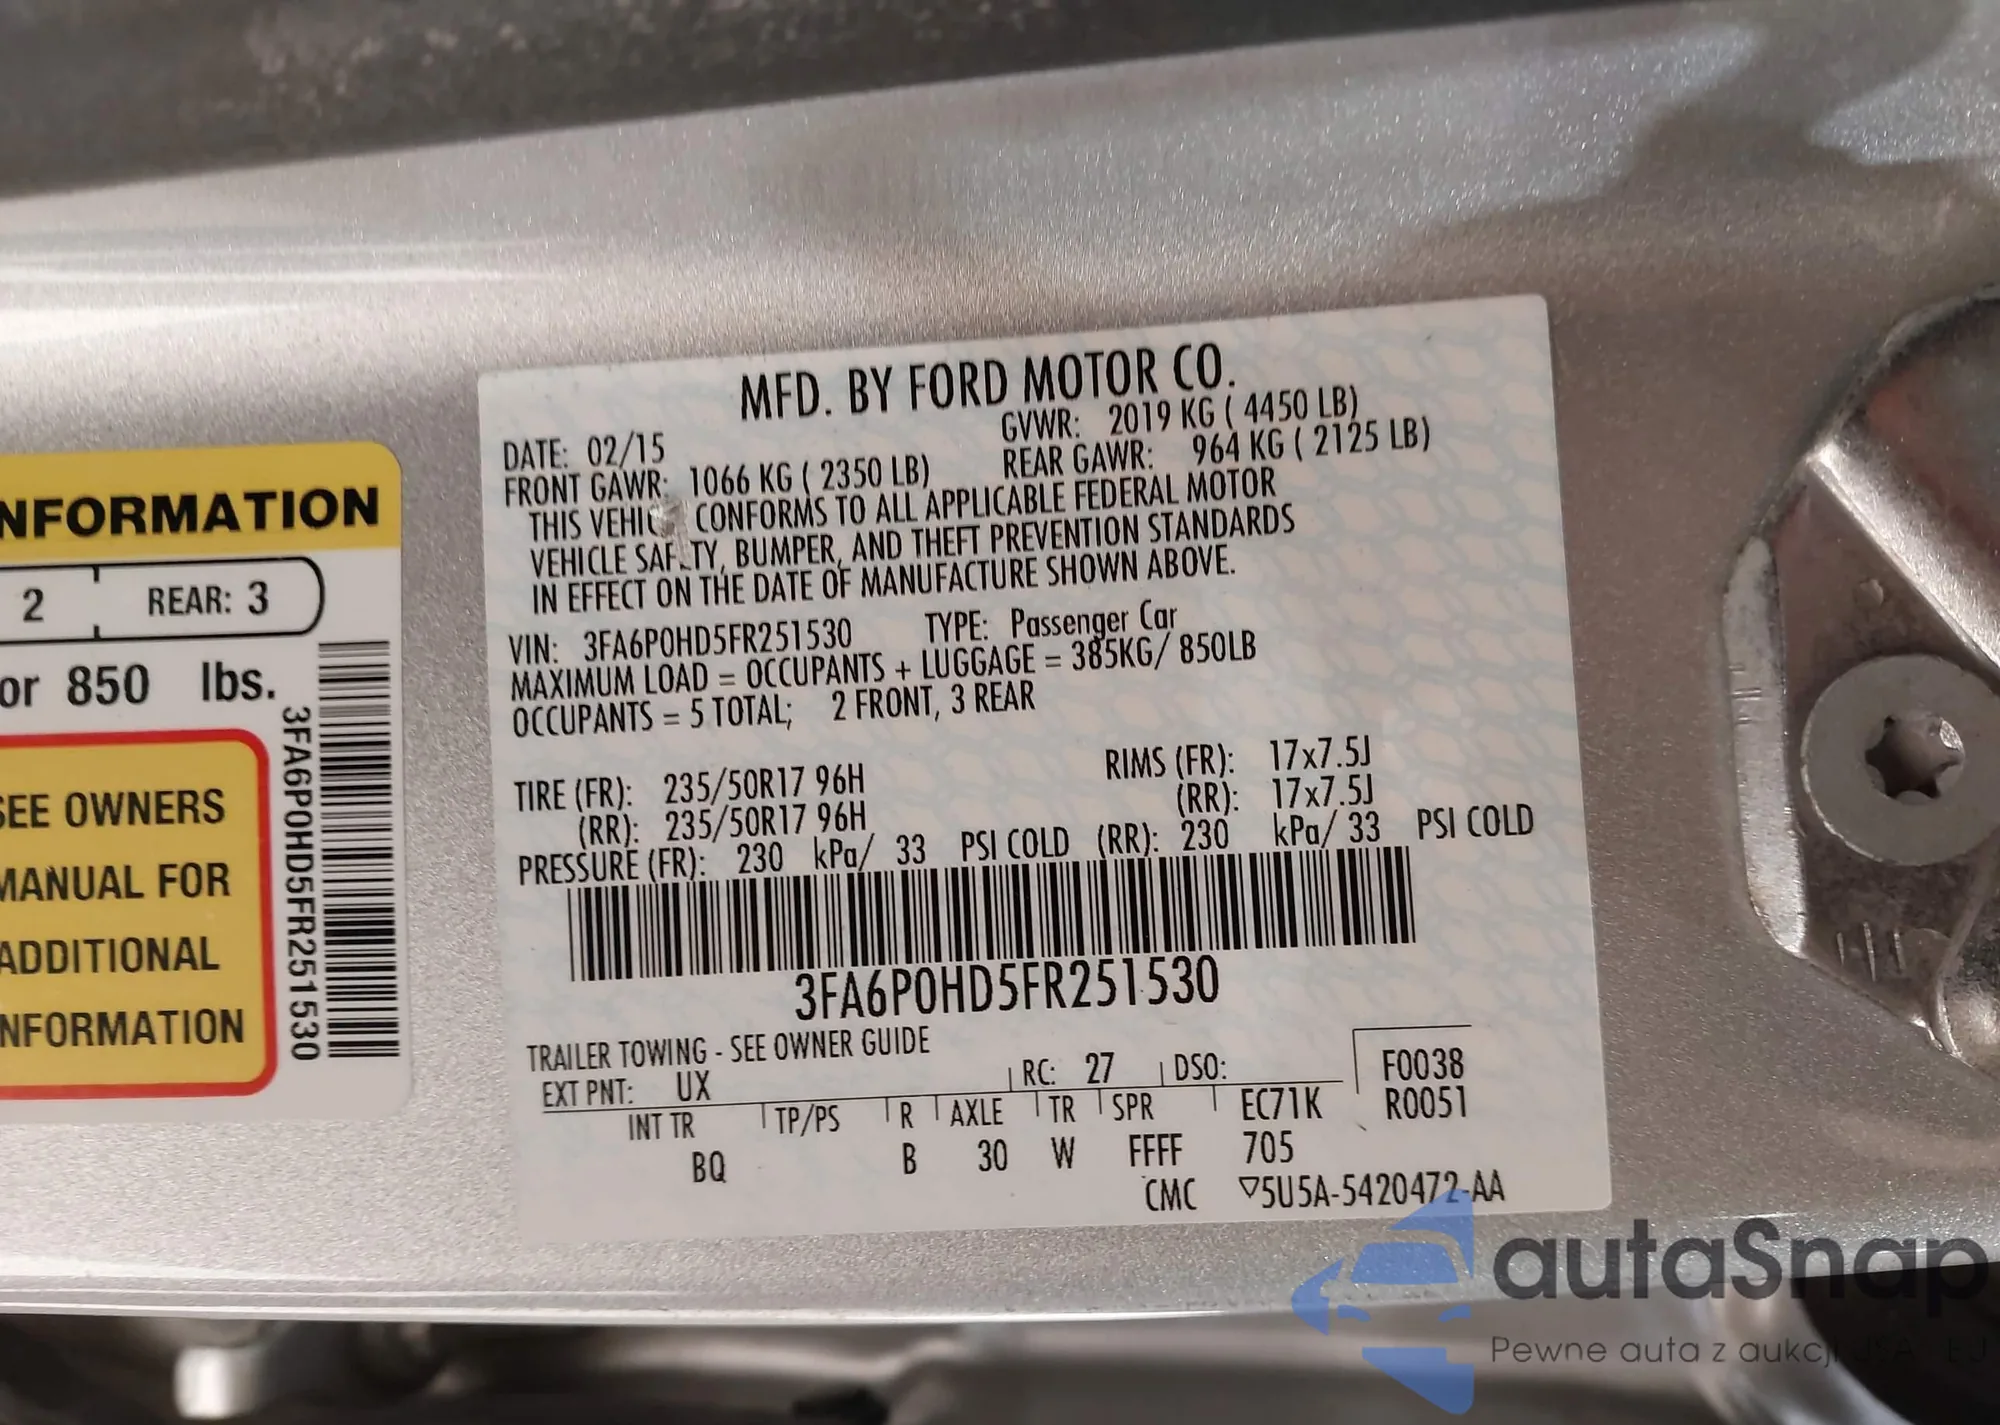 NFORMATION
2 REAR: 3
or 850 lbs.
SEE OWNERS
MANUAL FOR
ADDITIONAL
NFORMATION
3FA6P0HD5FR251530
MFD. BY FORD MOTOR CO.
DATE: 02/15 GVWR: 2019 KG ( 4450 LB)
FRONT GAWR: 1066 KG ( 2350 LB) REAR GAWR: 964 KG ( 2125 LB)
THIS VEHIC CONFORMS TO ALL APPLICABLE FEDERAL MOTOR
VEHICLE SAFETY, BUMPER, AND THEFT PREVENTION STANDARDS
IN EFFECT ON THE DATE OF MANUFACTURE SHOWN ABOVE.
VIN: 3FA6P0HD5FR251530 TYPE: Passenger Car
MAXIMUM LOAD = OCCUPANTS + LUGGAGE = 385KG/ 850LB
OCCUPANTS = 5 TOTAL; 2 FRONT, 3 REAR
TIRE (FR): 235/50R17 96H RIMS (FR): 17x7.5J
(RR): 235/50R17 96H (RR): 17x7.5J
PRESSURE (FR): 230 kPa/ 33 PSI COLD (RR): 230 kPa/ 33 PSI COLD
3FA6P0HD5FR251530
TRAILER TOWING - SEE OWNER GUIDE
EXT PNT: UX RC: 27 DSO: F0038
INT TR TP/PS R AXLE TR SPR EC71K R0051
BQ B 30 W FFFF 705
CMC ▽5U5A-5420472-AA
autaSnap
Pewne auta z aukcji